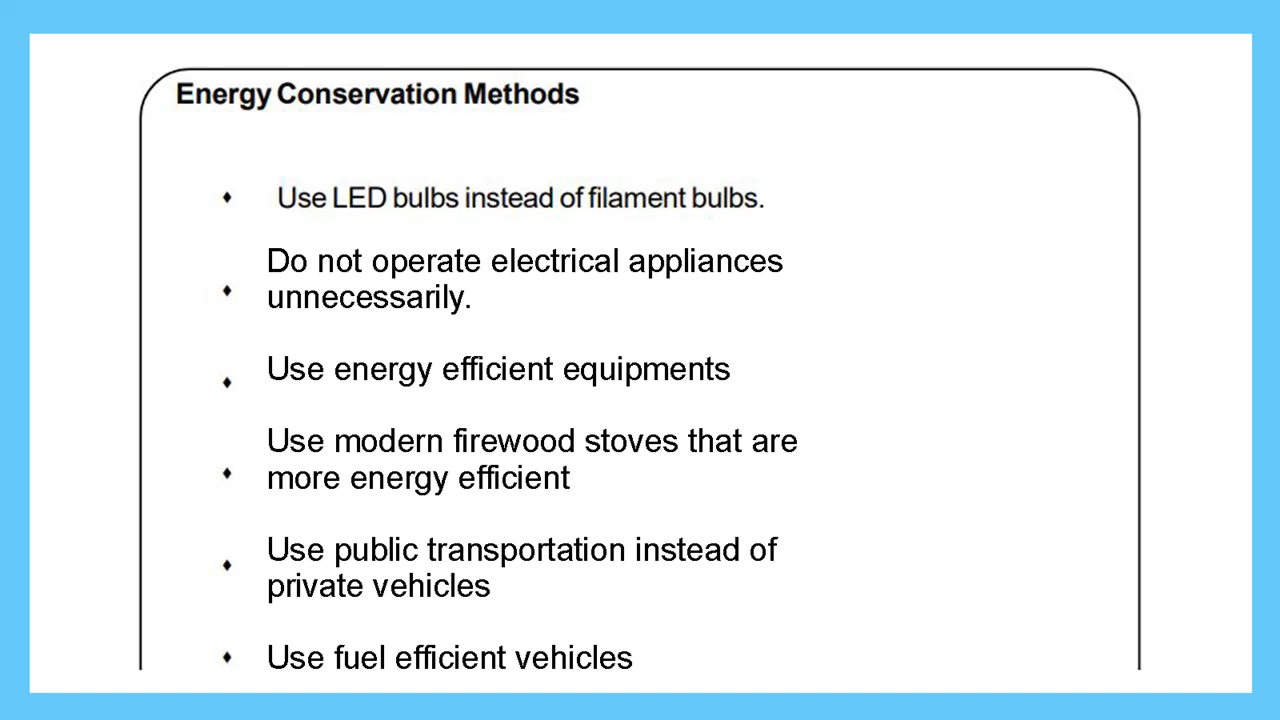 Energy Conservation Methods
♦ Use LED bulbs instead of filament bulbs.
♦ Do not operate electrical appliances
unnecessarily.
♦ Use energy efficient equipments
♦ Use modern firewood stoves that are
more energy efficient
♦ Use public transportation instead of
private vehicles
♦ Use fuel efficient vehicles